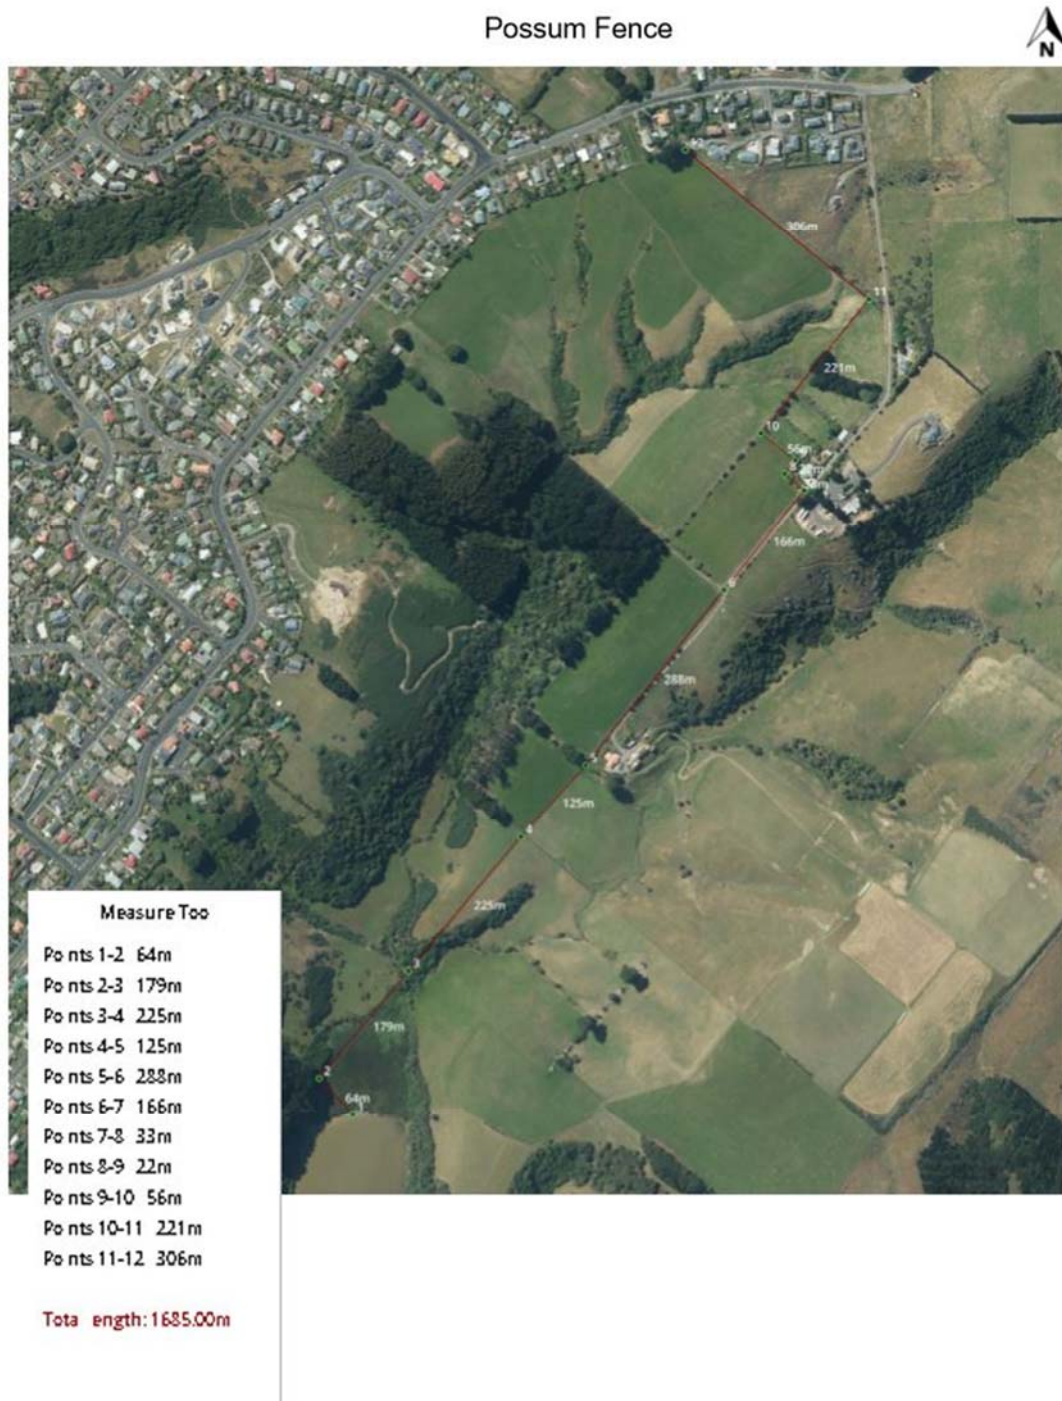 Possum Fence
N
306m
11
221m
10
56m
166m
6
288m
125m
4
225m
3
179m
2
64m
1
Measure Too
Po nts 1-2 64m
Po nts 2-3 179m
Po nts 3-4 225m
Po nts 4-5 125m
Po nts 5-6 288m
Po nts 6-7 166m
Po nts 7-8 33m
Po nts 8-9 22m
Po nts 9-10 56m
Po nts 10-11 221m
Po nts 11-12 306m
Tota ength: 1685.00m